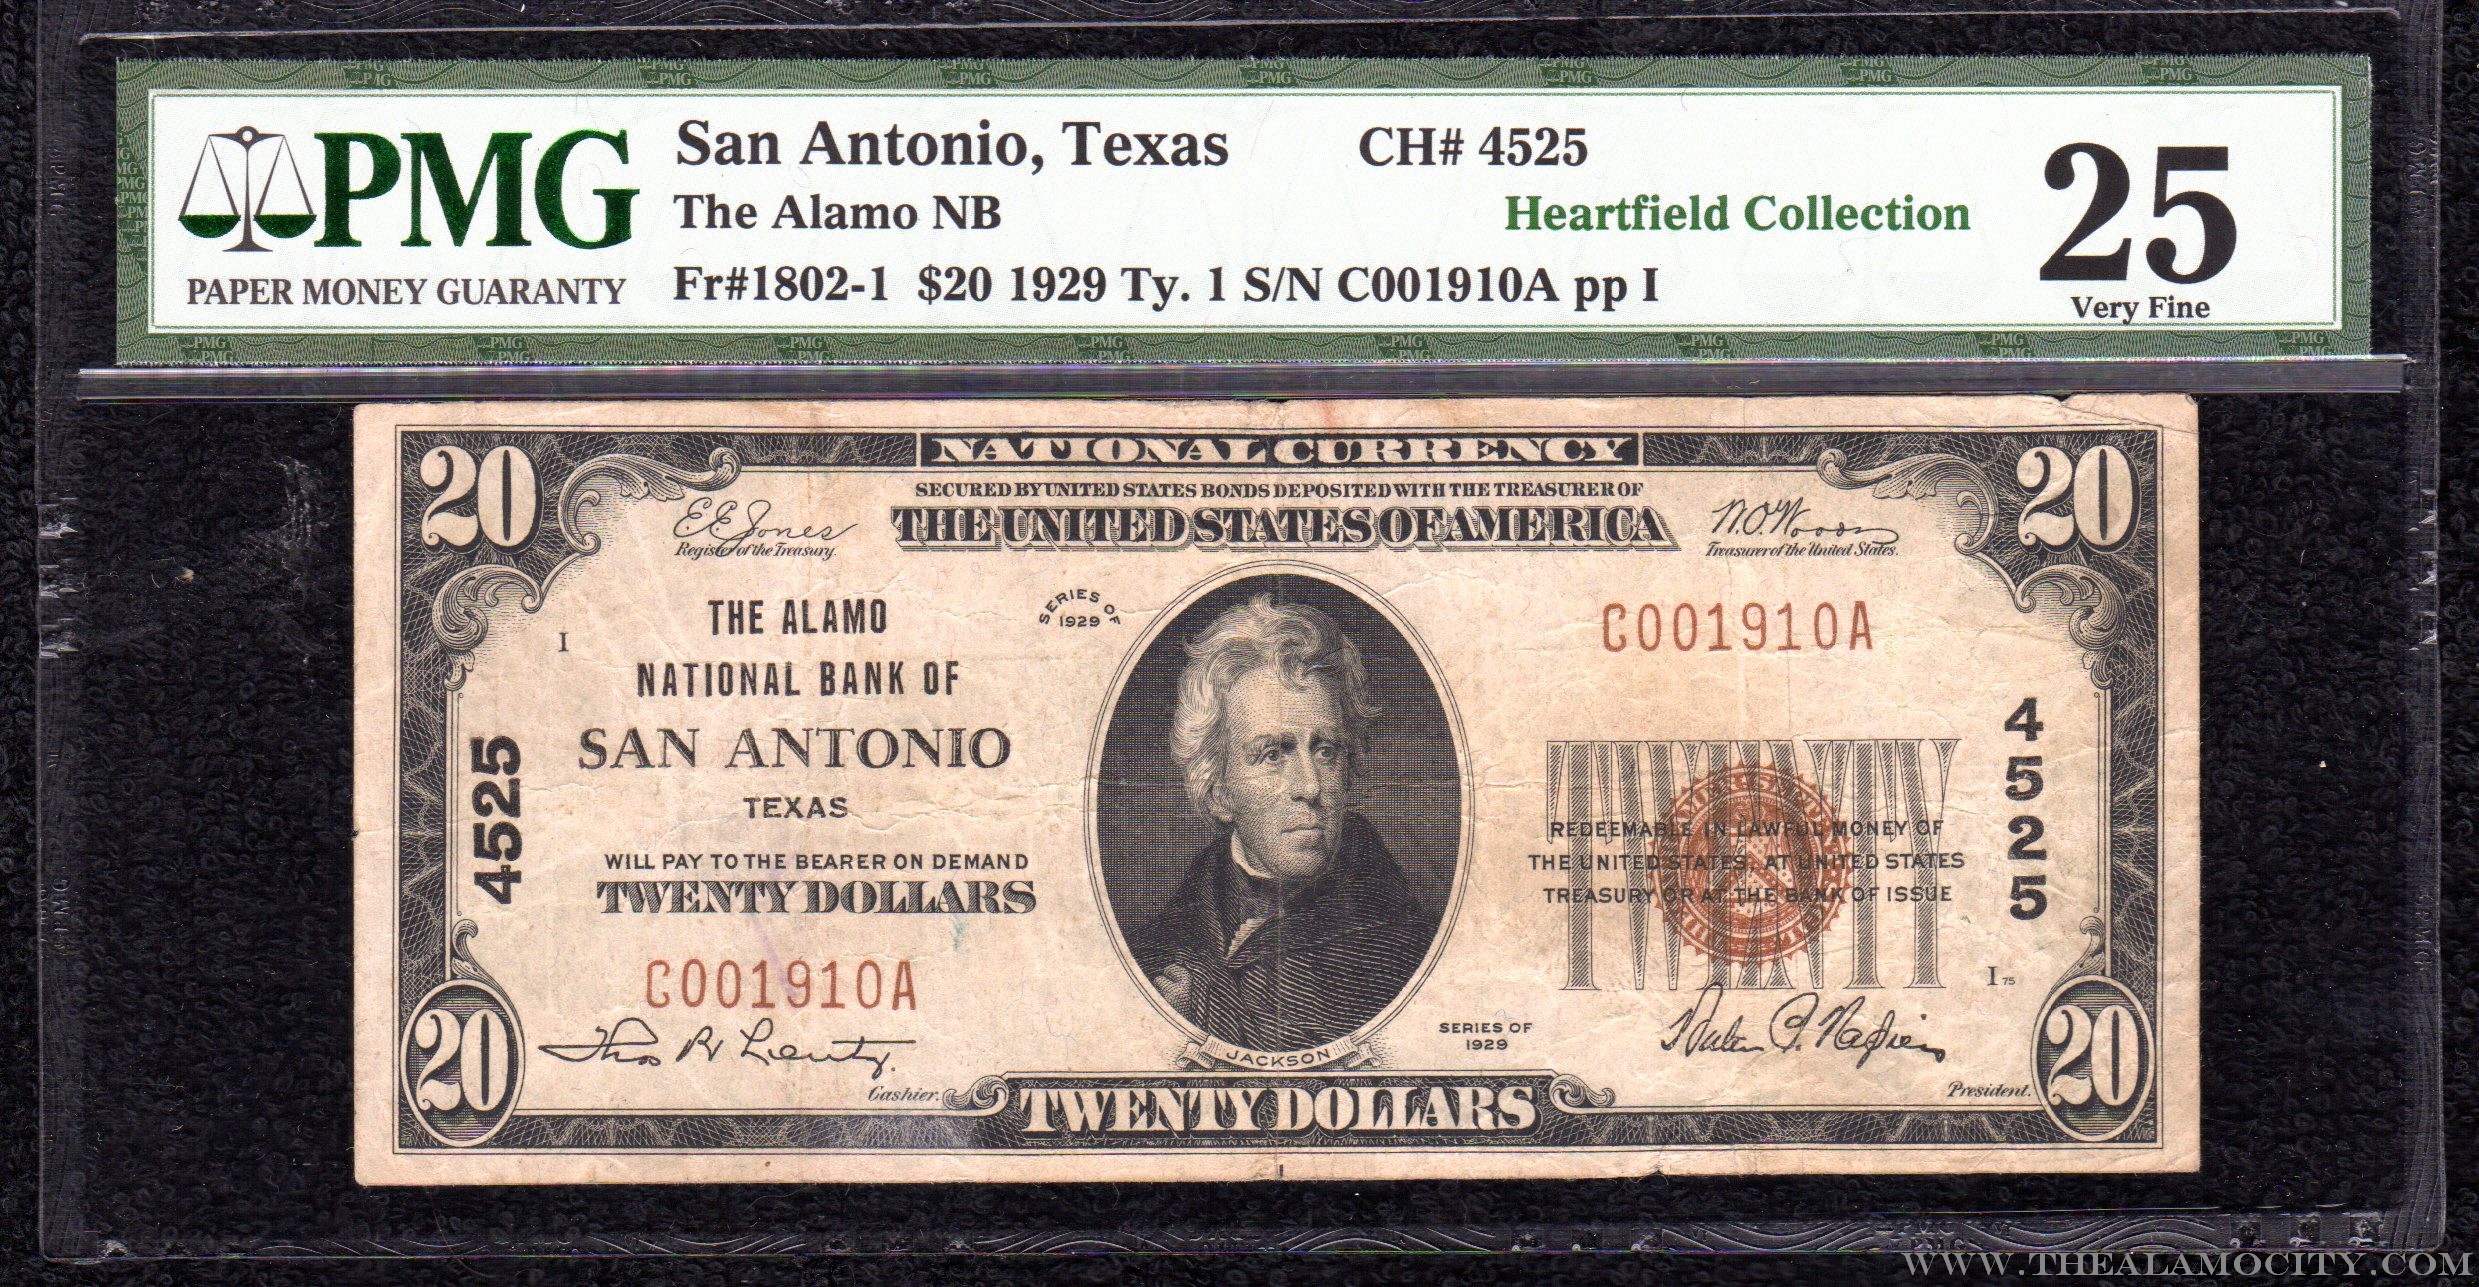 PMG
PAPER MONEY GUARANTY
San Antonio, Texas CH# 4525
The Alamo NB
Heartfield Collection
Fr#1802-1 $20 1929 Ty. 1 S/N C001910A pp I
25
Very Fine
NATIONAL CURRENCY
SECURED BY UNITED STATES BONDS DEPOSITED WITH THE TREASURER OF
THE UNITED STATES OF AMERICA
20
20
E.E. Jones
Register of the Treasury.
W.O. Woods
Treasurer of the United States.
SERIES OF
1929
I
THE ALAMO
NATIONAL BANK OF
SAN ANTONIO
TEXAS
WILL PAY TO THE BEARER ON DEMAND
TWENTY DOLLARS
C001910A
4525
C001910A
4525
TWENTY
REDEEMABLE IN LAWFUL MONEY OF
THE UNITED STATES, AT UNITED STATES
TREASURY OR AT THE BANK OF ISSUE
I 75
SERIES OF
1929
JACKSON
Cashier.
President.
20
TWENTY DOLLARS
20
WWW.THEALAMOCITY.COM